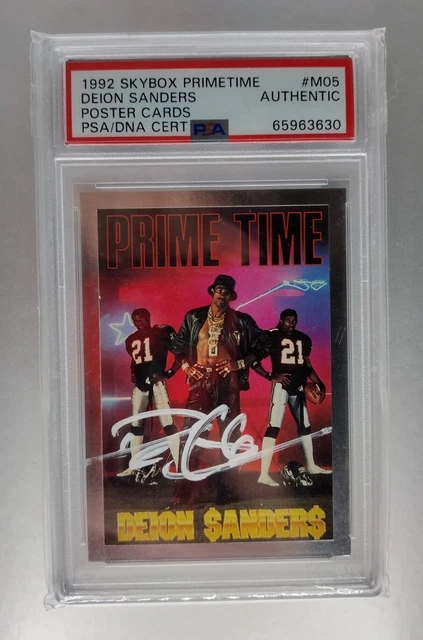 1992 SKYBOX PRIMETIME #M05
DEION SANDERS AUTHENTIC
POSTER CARDS
PSA/DNA CERT PSA 65963630
PRIME TIME
21 21
DEION $ANDER$